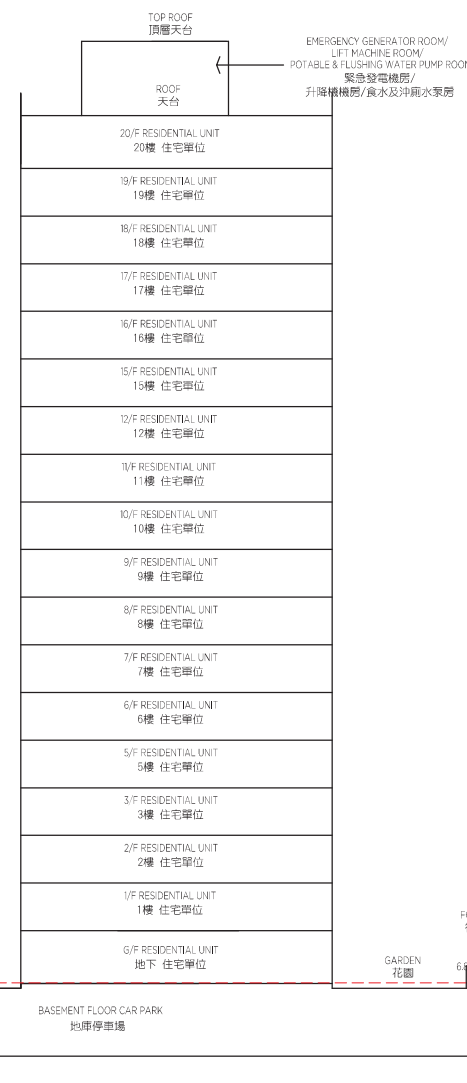 TOP ROOF
頂層天台
EMERGENCY GENERATOR ROOM/
LIFT MACHINE ROOM/
POTABLE & FLUSHING WATER PUMP ROOM
緊急發電機房/
升降機機房/食水及沖廁水泵房
ROOF
天台
20/F RESIDENTIAL UNIT
20樓 住宅單位
19/F RESIDENTIAL UNIT
19樓 住宅單位
18/F RESIDENTIAL UNIT
18樓 住宅單位
17/F RESIDENTIAL UNIT
17樓 住宅單位
16/F RESIDENTIAL UNIT
16樓 住宅單位
15/F RESIDENTIAL UNIT
15樓 住宅單位
12/F RESIDENTIAL UNIT
12樓 住宅單位
11/F RESIDENTIAL UNIT
11樓 住宅單位
10/F RESIDENTIAL UNIT
10樓 住宅單位
9/F RESIDENTIAL UNIT
9樓 住宅單位
8/F RESIDENTIAL UNIT
8樓 住宅單位
7/F RESIDENTIAL UNIT
7樓 住宅單位
6/F RESIDENTIAL UNIT
6樓 住宅單位
5/F RESIDENTIAL UNIT
5樓 住宅單位
3/F RESIDENTIAL UNIT
3樓 住宅單位
2/F RESIDENTIAL UNIT
2樓 住宅單位
1/F RESIDENTIAL UNIT
1樓 住宅單位
G/F RESIDENTIAL UNIT
地下 住宅單位
GARDEN
花園
BASEMENT FLOOR CAR PARK
地庫停車場